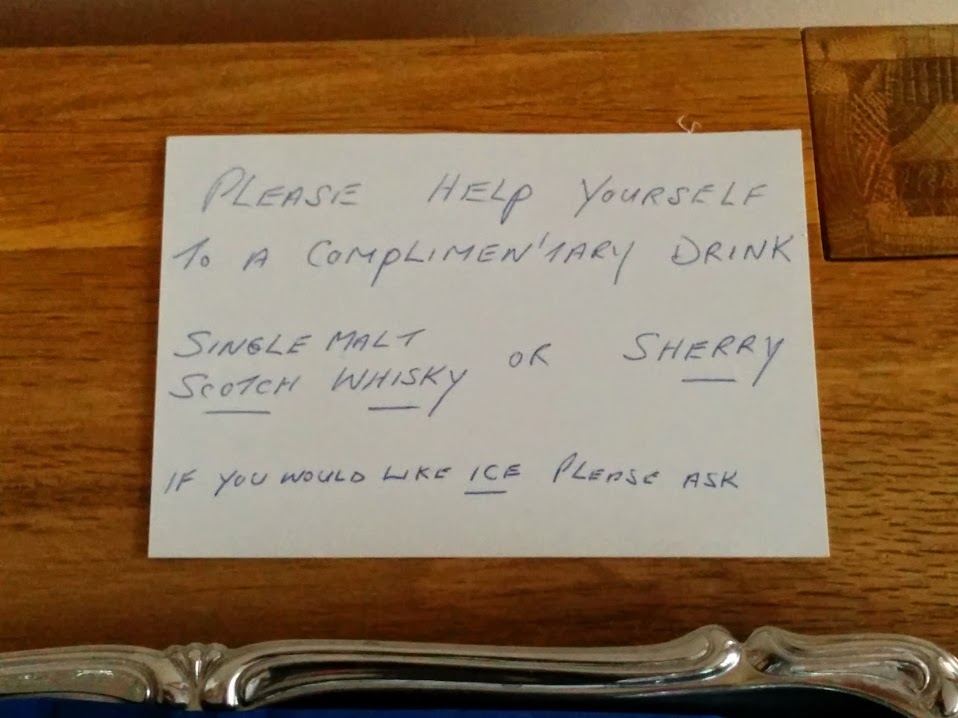 PLEASE HELP YOURSELF
TO A COMPLIMEN'TARY DRINK
SINGLE MALT
SCOTCH WHISKY OR SHERRY
IF YOU WOULD LIKE ICE PLEASE ASK